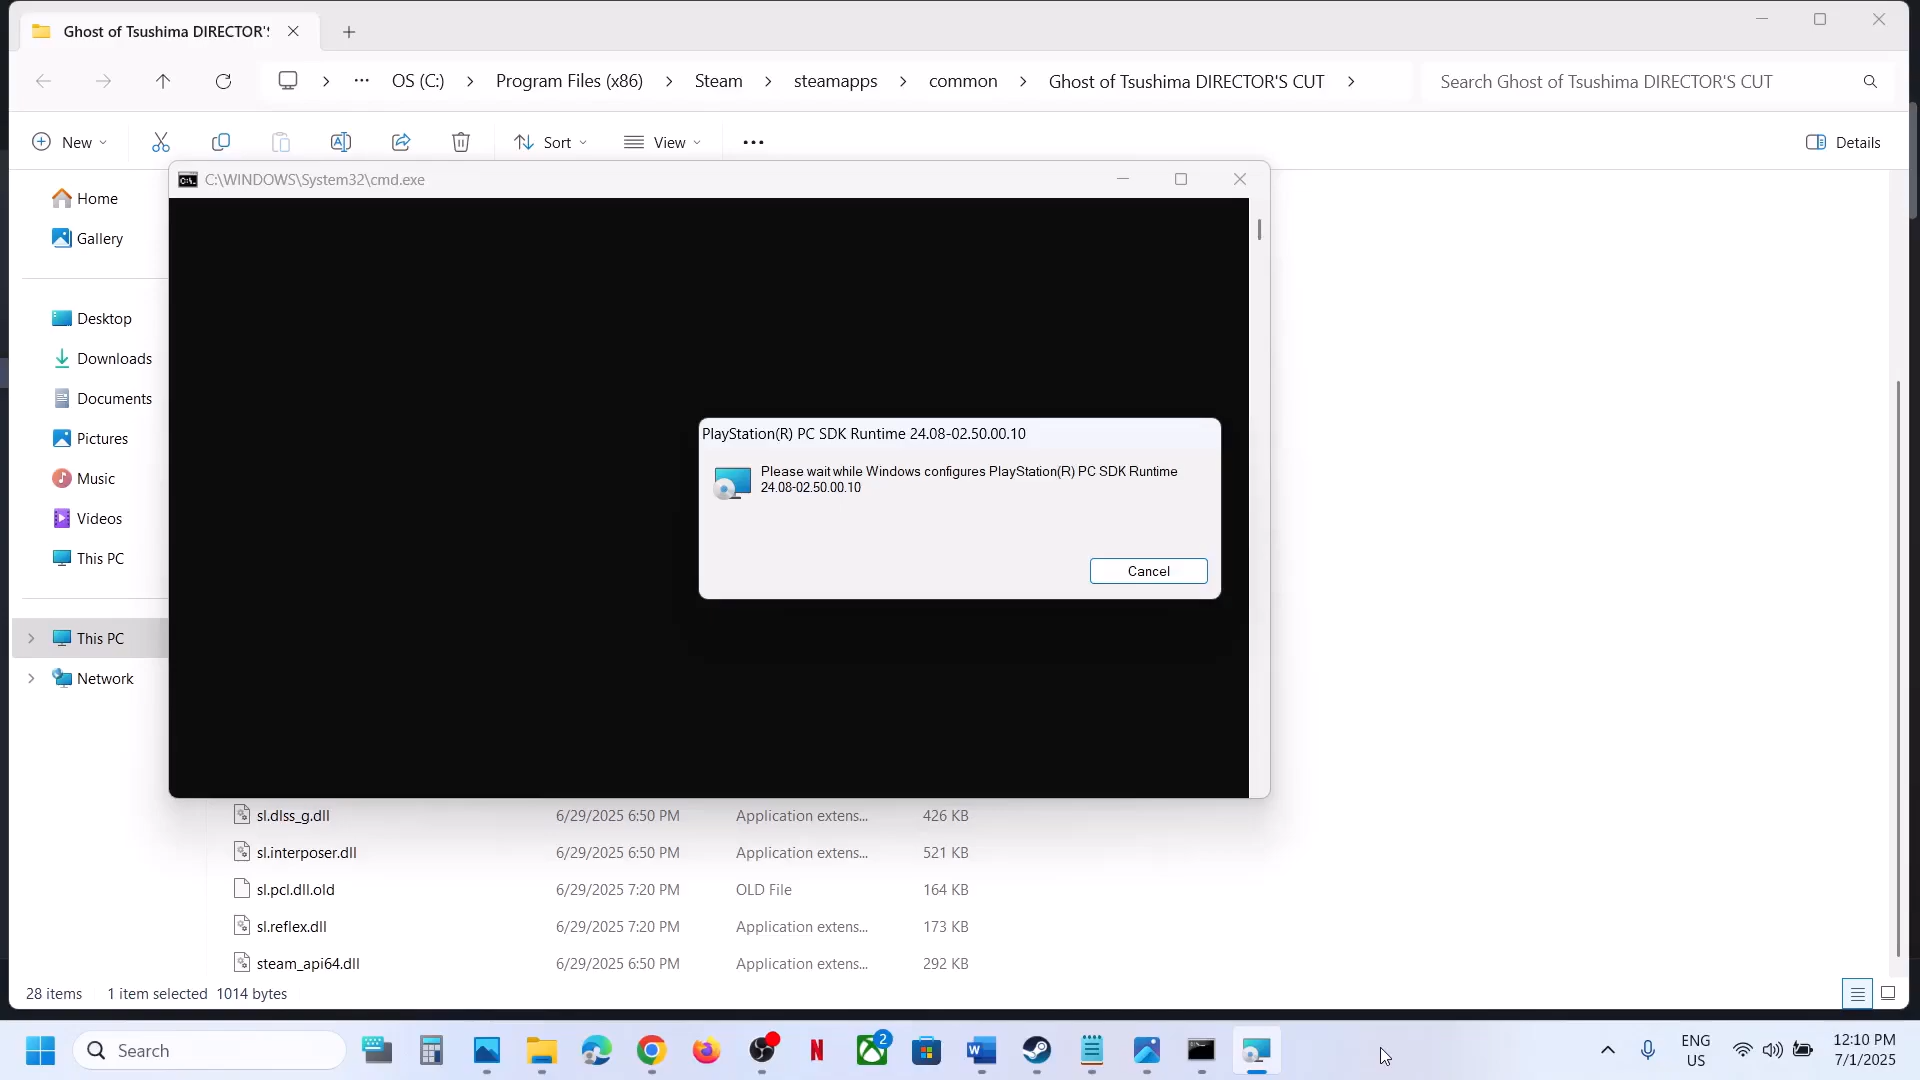 Ghost of Tsushima DIRECTOR'S
OS (C:) Program Files (x86) Steam steamapps common Ghost of Tsushima DIRECTOR'S CUT
Search Ghost of Tsushima DIRECTOR'S CUT
New
Sort
View
Details
C:\WINDOWS\System32\cmd.exe
Home
Gallery
Desktop
Downloads
Documents
Pictures
Music
Videos
This PC
This PC
Network
PlayStation(R) PC SDK Runtime 24.08-02.50.00.10
Please wait while Windows configures PlayStation(R) PC SDK Runtime
24.08-02.50.00.10
Cancel
sl.dlss_g.dll 6/29/2025 6:50 PM Application extens... 426 KB
sl.interposer.dll 6/29/2025 6:50 PM Application extens... 521 KB
sl.pcl.dll.old 6/29/2025 7:20 PM OLD File 164 KB
sl.reflex.dll 6/29/2025 7:20 PM Application extens... 173 KB
steam_api64.dll 6/29/2025 6:50 PM Application extens... 292 KB
28 items 1 item selected 1014 bytes
Search
2
ENG
US
12:10 PM
7/1/2025